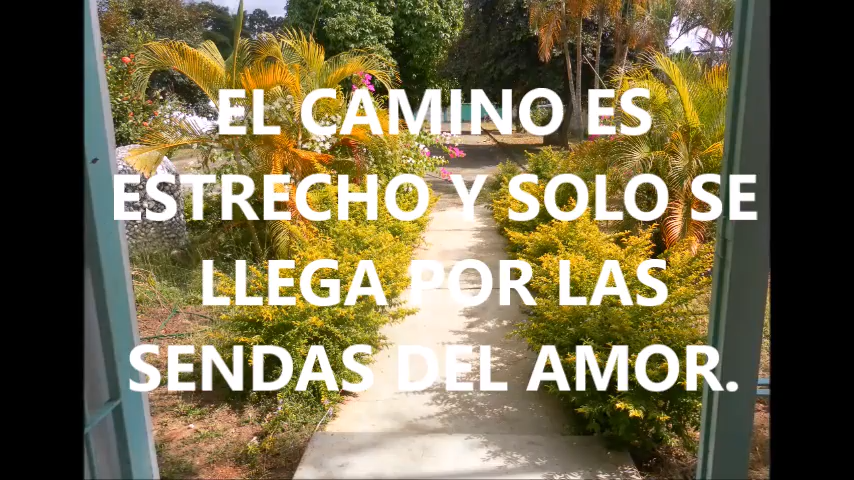 EL CAMINO ES
ESTRECHO Y SOLO SE
LLEGA POR LAS
SENDAS DEL AMOR.